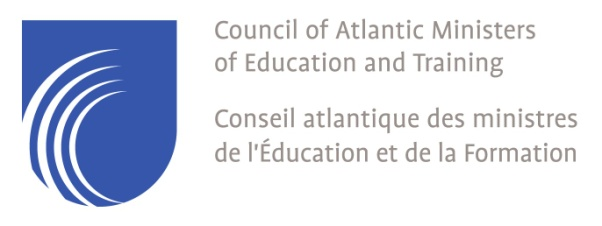 Council of Atlantic Ministers
of Education and Training
Conseil atlantique des ministres
de l'Éducation et de la Formation